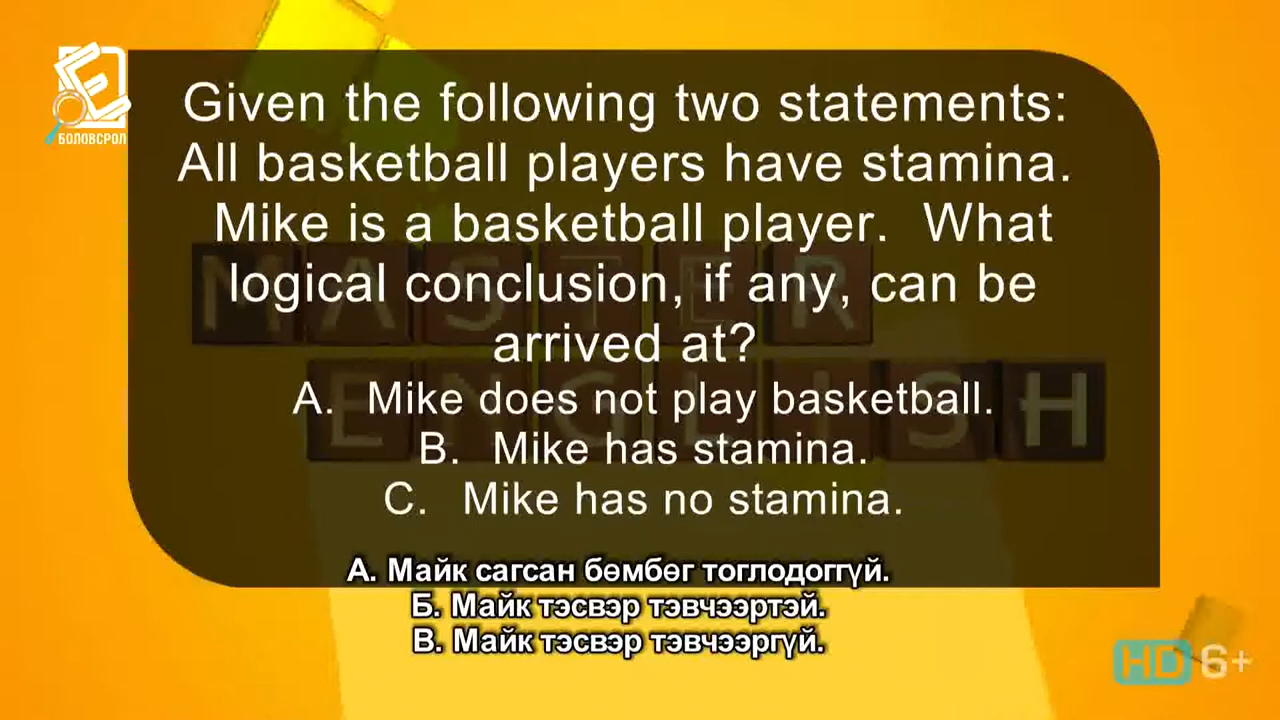 БОЛОВСРОЛ
Given the following two statements:
All basketball players have stamina.
Mike is a basketball player. What
logical conclusion, if any, can be
arrived at?
A. Mike does not play basketball.
B. Mike has stamina.
C. Mike has no stamina.
MASTER
ENGLISH
А. Майк сагсан бөмбөг тоглодоггүй.
Б. Майк тэсвэр тэвчээртэй.
В. Майк тэсвэр тэвчээргүй.
HD 6+